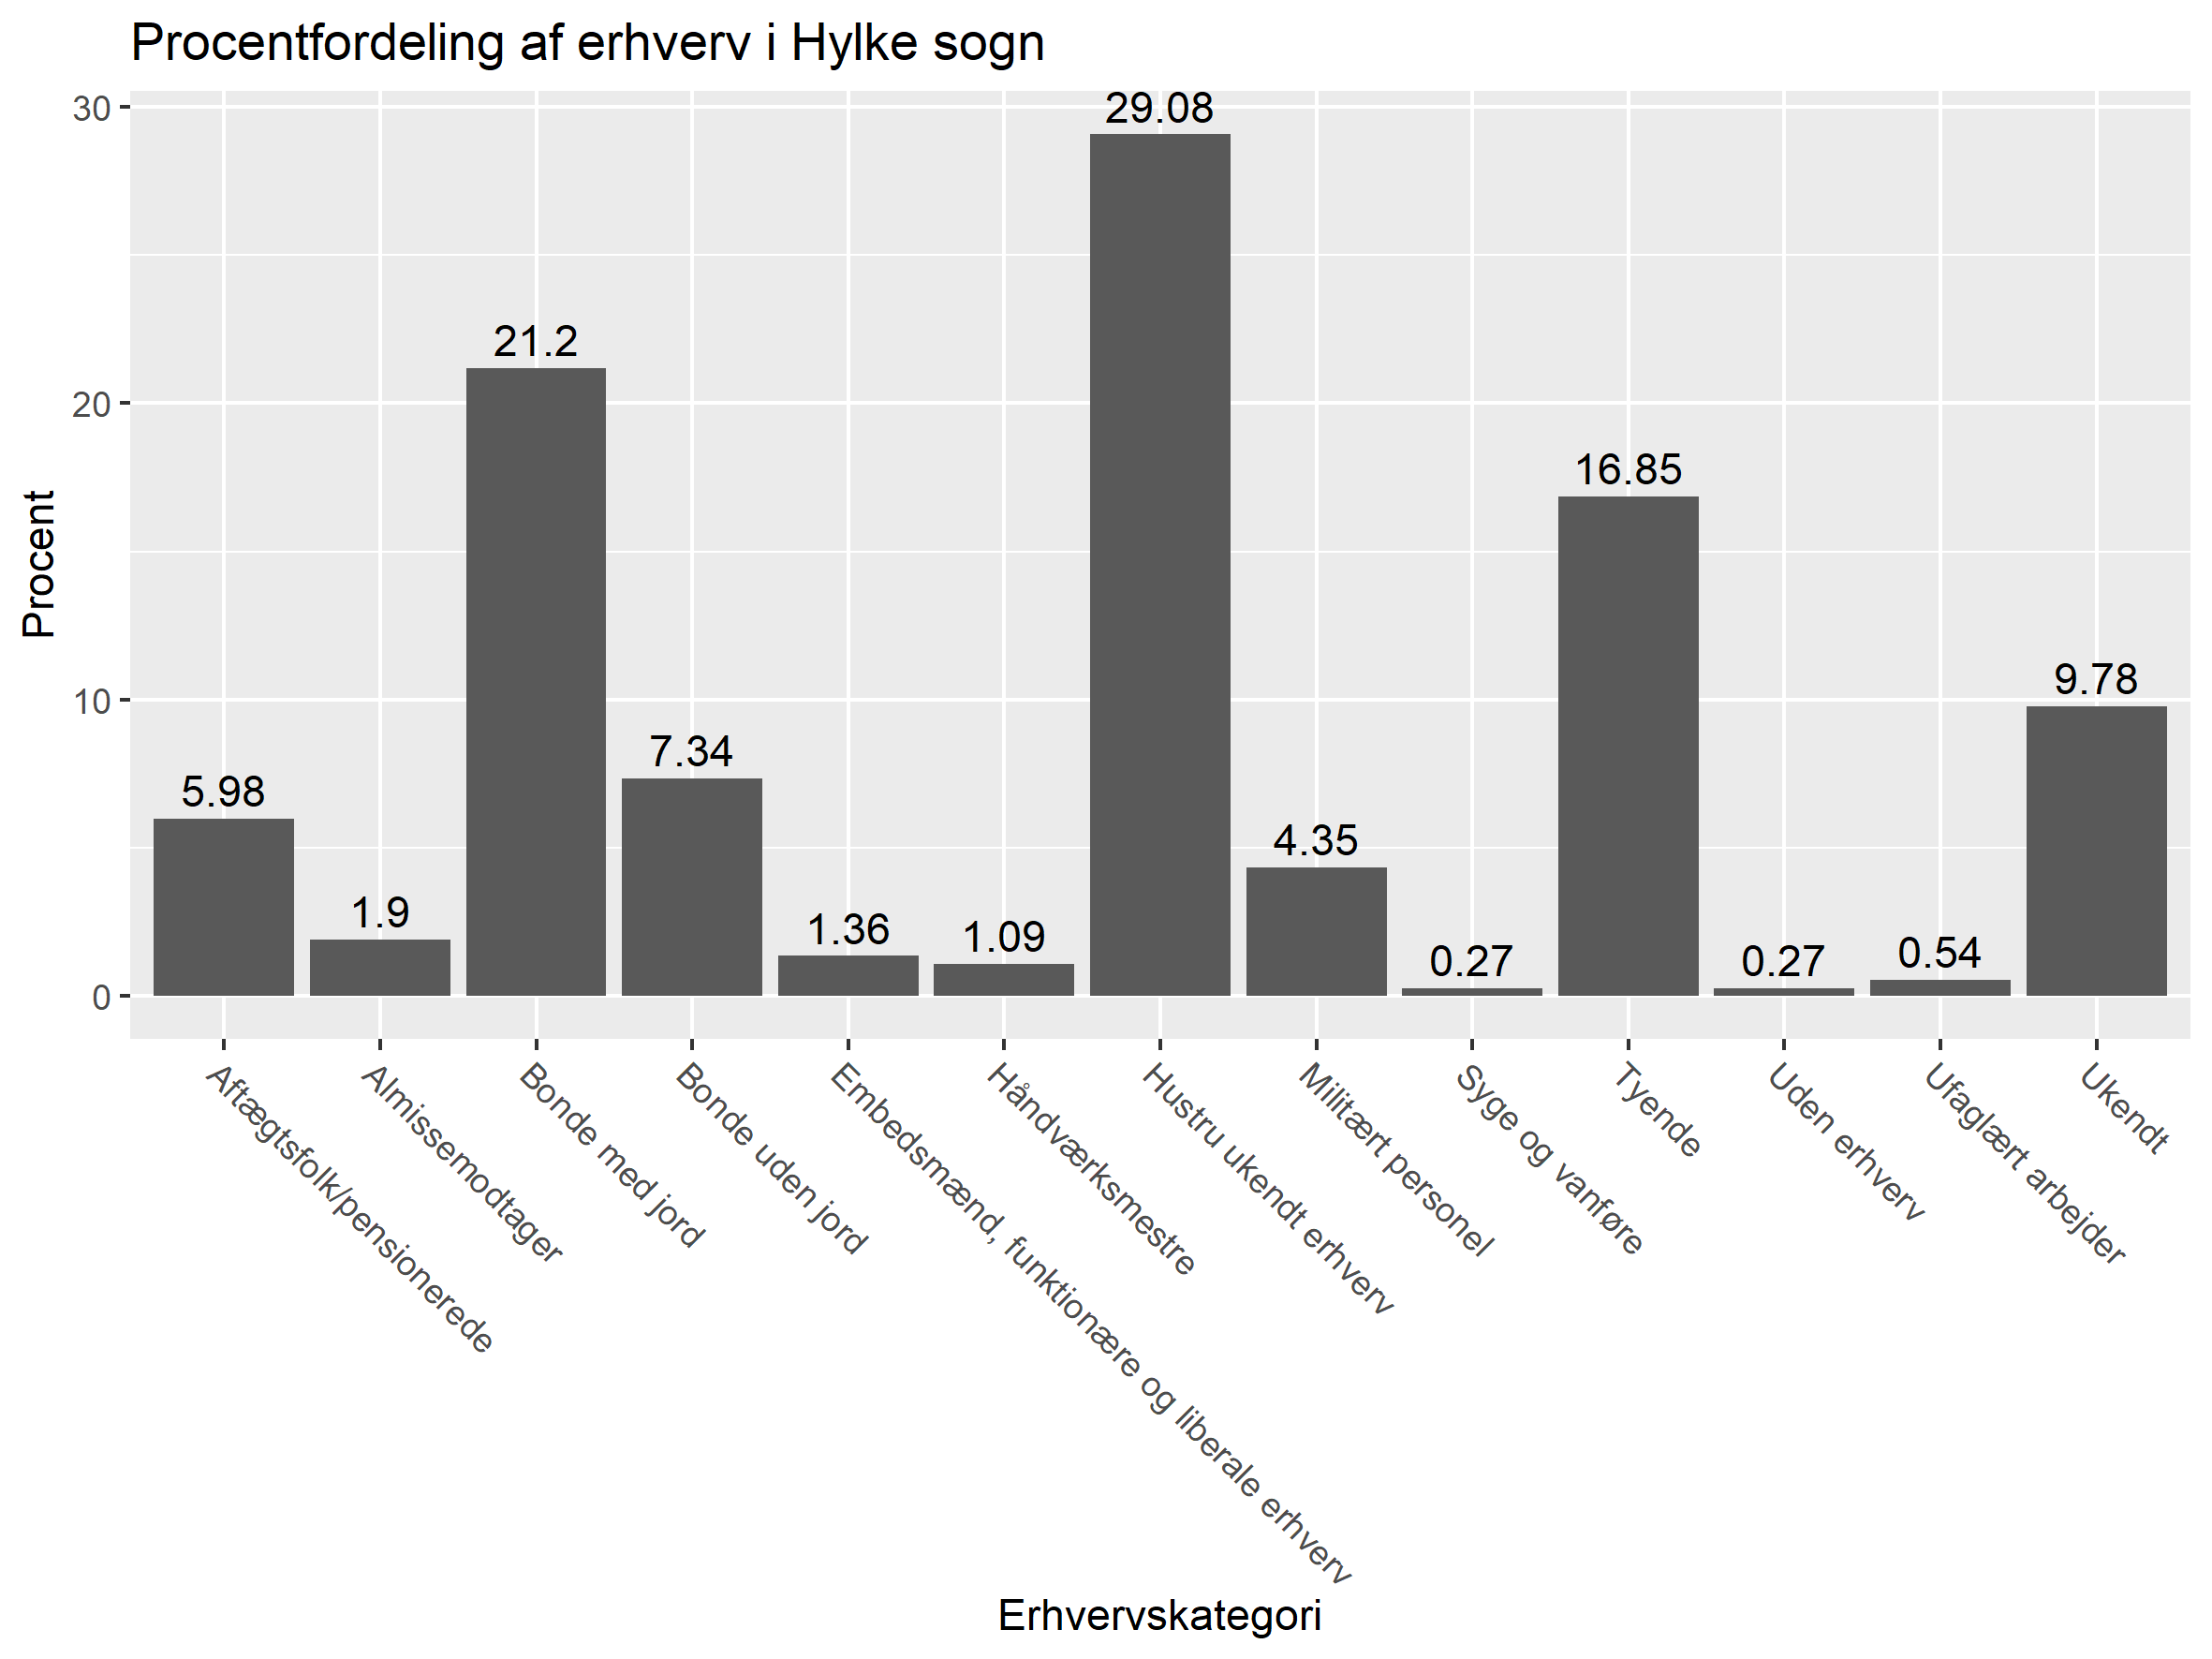 Procentfordeling af erhverv i Hylke sogn
Procent
30
20
10
0
5.98
1.9
21.2
7.34
1.36
1.09
29.08
4.35
0.27
16.85
0.27
0.54
9.78
Aftægtsfolk/pensionerede
Almissemodtager
Bonde med jord
Bonde uden jord
Embedsmænd, funktionære og liberale erhverv
Håndværksmestre
Hustru ukendt erhverv
Militært personel
Syge og vanføre
Tyende
Uden erhverv
Ufaglært arbejder
Ukendt
Erhvervskategori